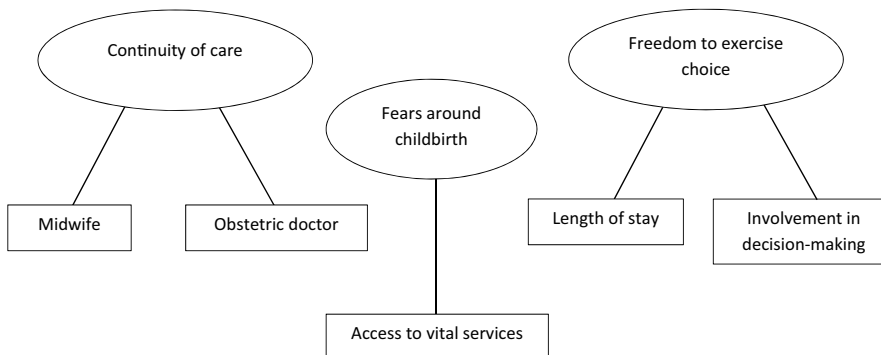 Continuity of care
Freedom to exercise
choice
Fears around
childbirth
Midwife
Obstetric doctor
Length of stay
Involvement in
decision-making
Access to vital services